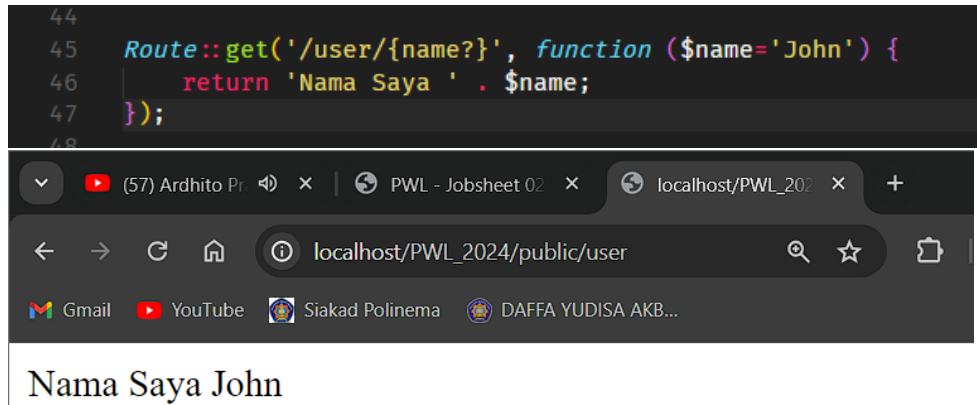 44
45 Route::get('/user/{name?}', function ($name='John') {
46 return 'Nama Saya ' . $name;
47 });
48
(57) Ardhito Pr
PWL - Jobsheet 02
localhost/PWL_202
localhost/PWL_2024/public/user
Gmail YouTube Siakad Polinema DAFFA YUDISA AKB...
Nama Saya John